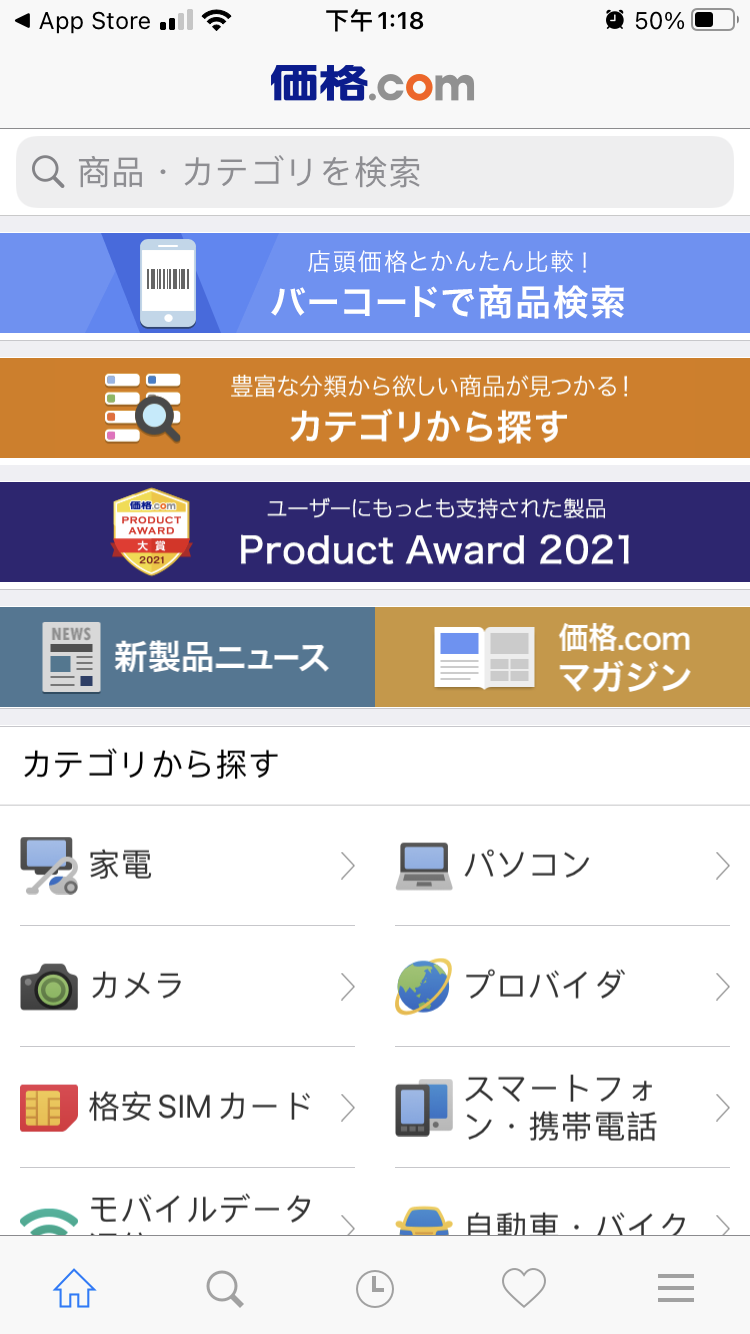 App Store
下午1:18
50%
価格.com
商品・カテゴリを検索
店頭価格とかんたん比較！
バーコードで商品検索
豊富な分類から欲しい商品が見つかる！
カテゴリから探す
価格.com
PRODUCT
AWARD
大賞
2021
ユーザーにもっとも支持された製品
Product Award 2021
NEWS
新製品ニュース
価格.com
マガジン
カテゴリから探す
家電
パソコン
カメラ
プロバイダ
格安SIMカード
スマートフォ
ン・携帯電話
モバイルデータ
自動車・バイク